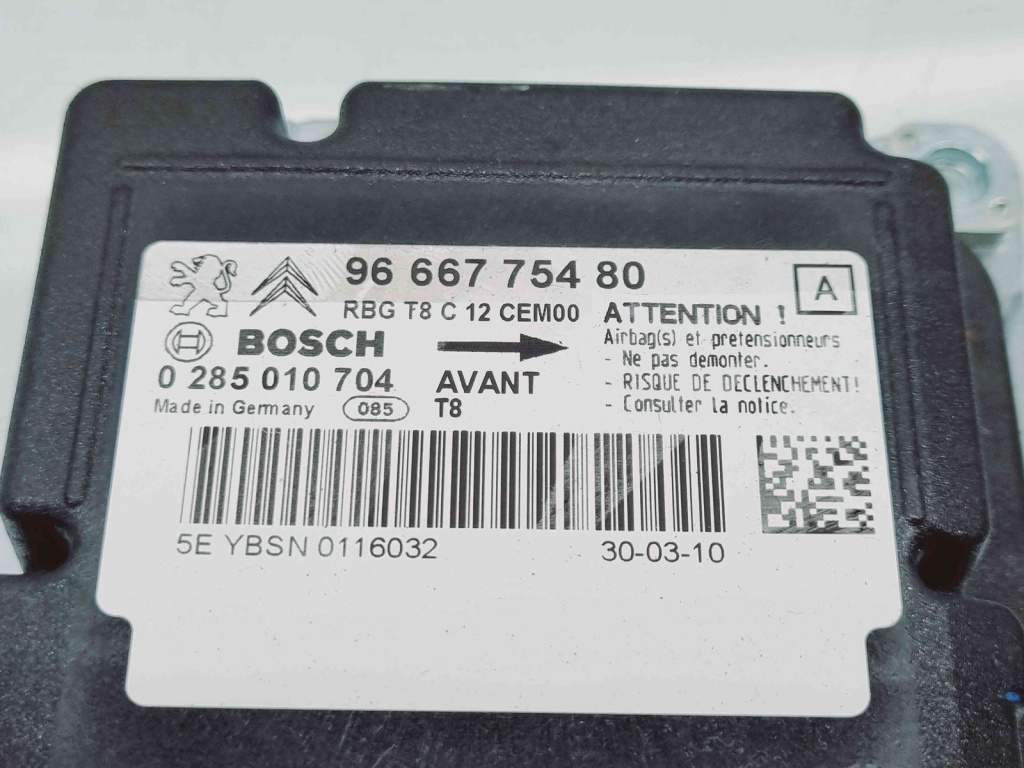 96 667 754 80
A
RBG T8 C 12 CEM00
ATTENTION !
BOSCH
Airbag(s) et pretensionneurs
- Ne pas demonter.
0 285 010 704
AVANT
- RISQUE DE DECLENCHEMENT!
Made in Germany
085
T8
- Consulter la notice.
5E YBSN 0116032
30-03-10